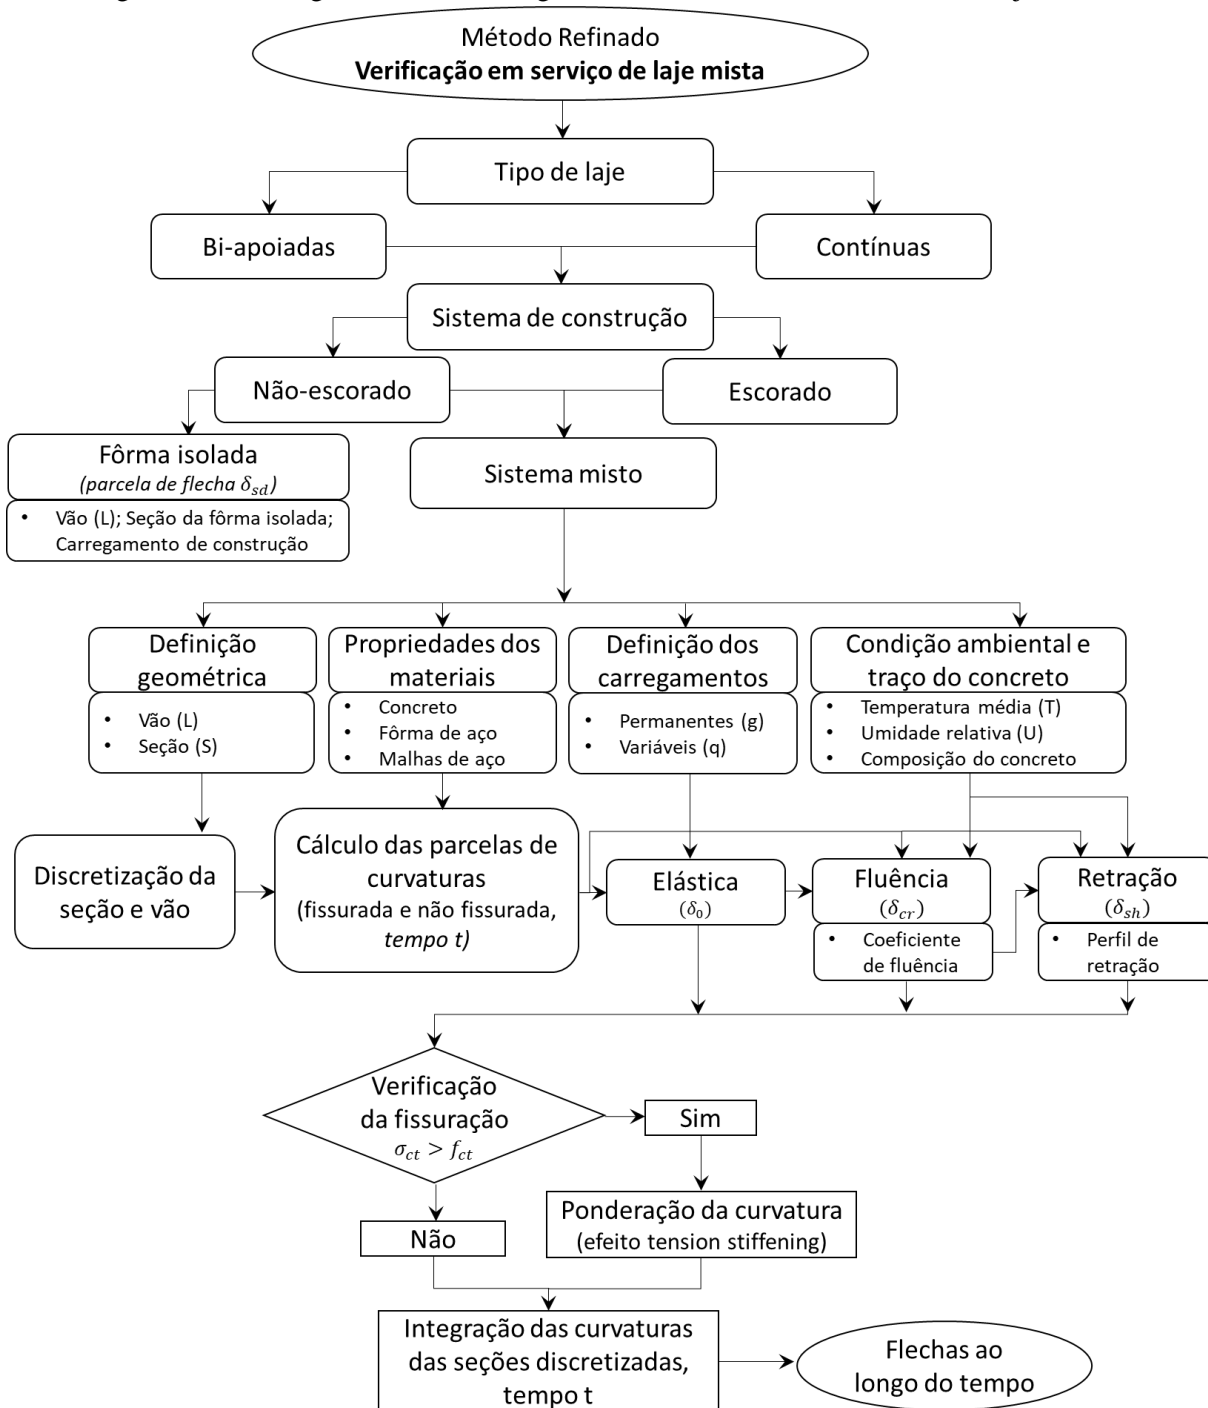 Método Refinado
Verificação em serviço de laje mista
Tipo de laje
Bi-apoiadas
Contínuas
Sistema de construção
Não-escorado
Escorado
Fôrma isolada
(parcela de flecha δsd)
• Vão (L); Seção da fôrma isolada;
Carregamento de construção
Sistema misto
Definição
geométrica
• Vão (L)
• Seção (S)
Propriedades dos
materiais
• Concreto
• Fôrma de aço
• Malhas de aço
Definição dos
carregamentos
• Permanentes (g)
• Variáveis (q)
Condição ambiental e
traço do concreto
• Temperatura média (T)
• Umidade relativa (U)
• Composição do concreto
Discretização da
seção e vão
Cálculo das parcelas de
curvaturas
(fissurada e não fissurada,
tempo t)
Elástica
(δ0)
Fluência
(δcr)
• Coeficiente
de fluência
Retração
(δsh)
• Perfil de
retração
Verificação
da fissuração
σct > fct
Sim
Ponderação da curvatura
(efeito tension stiffening)
Não
Integração das curvaturas
das seções discretizadas,
tempo t
Flechas ao
longo do tempo